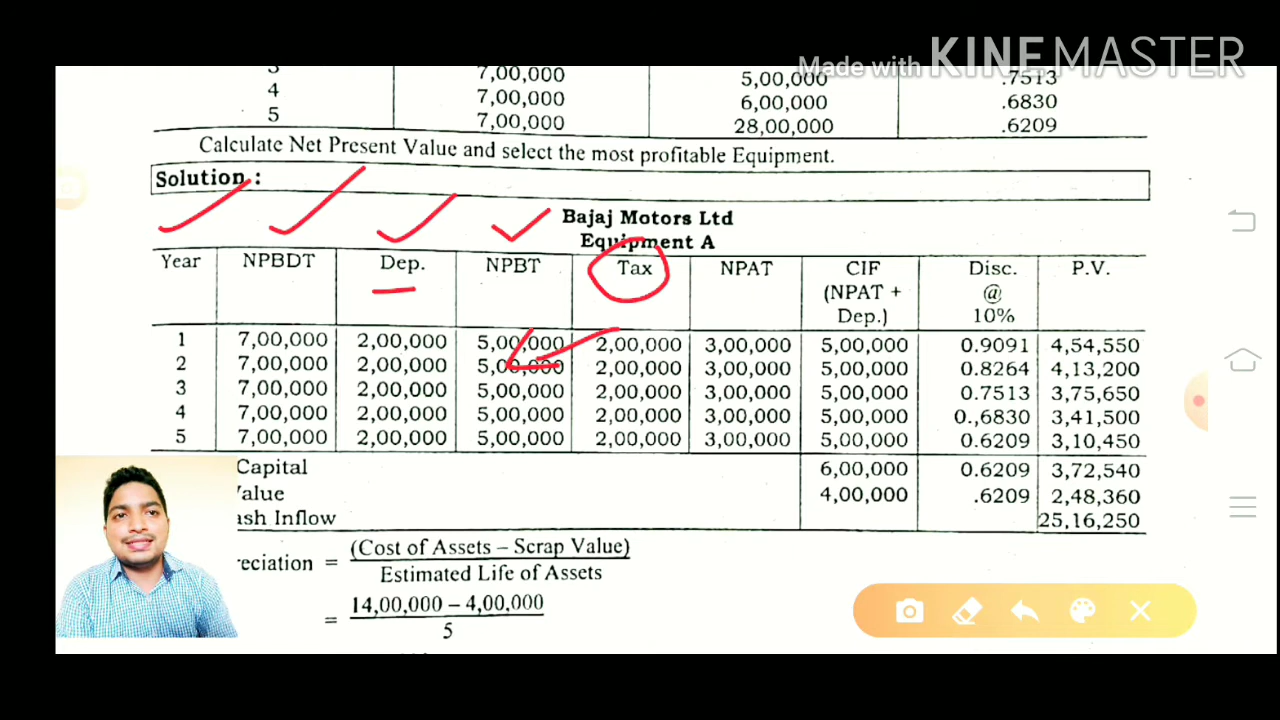 Made with KINEMASTER
3 7,00,000 5,00,000 .7513
4 7,00,000 6,00,000 .6830
5 7,00,000 28,00,000 .6209
Calculate Net Present Value and select the most profitable Equipment.
Solution :
Bajaj Motors Ltd
Equipment A
Year NPBDT Dep. NPBT Tax NPAT CIF Disc. P.V.
(NPAT + @
Dep.) 10%
1 7,00,000 2,00,000 5,00,000 2,00,000 3,00,000 5,00,000 0.9091 4,54,550
2 7,00,000 2,00,000 5,00,000 2,00,000 3,00,000 5,00,000 0.8264 4,13,200
3 7,00,000 2,00,000 5,00,000 2,00,000 3,00,000 5,00,000 0.7513 3,75,650
4 7,00,000 2,00,000 5,00,000 2,00,000 3,00,000 5,00,000 0.,6830 3,41,500
5 7,00,000 2,00,000 5,00,000 2,00,000 3,00,000 5,00,000 0.6209 3,10,450
Capital 6,00,000 0.6209 3,72,540
alue 4,00,000 .6209 2,48,360
ash Inflow 25,16,250
reciation = (Cost of Assets – Scrap Value)
Estimated Life of Assets
= 14,00,000 – 4,00,000
5